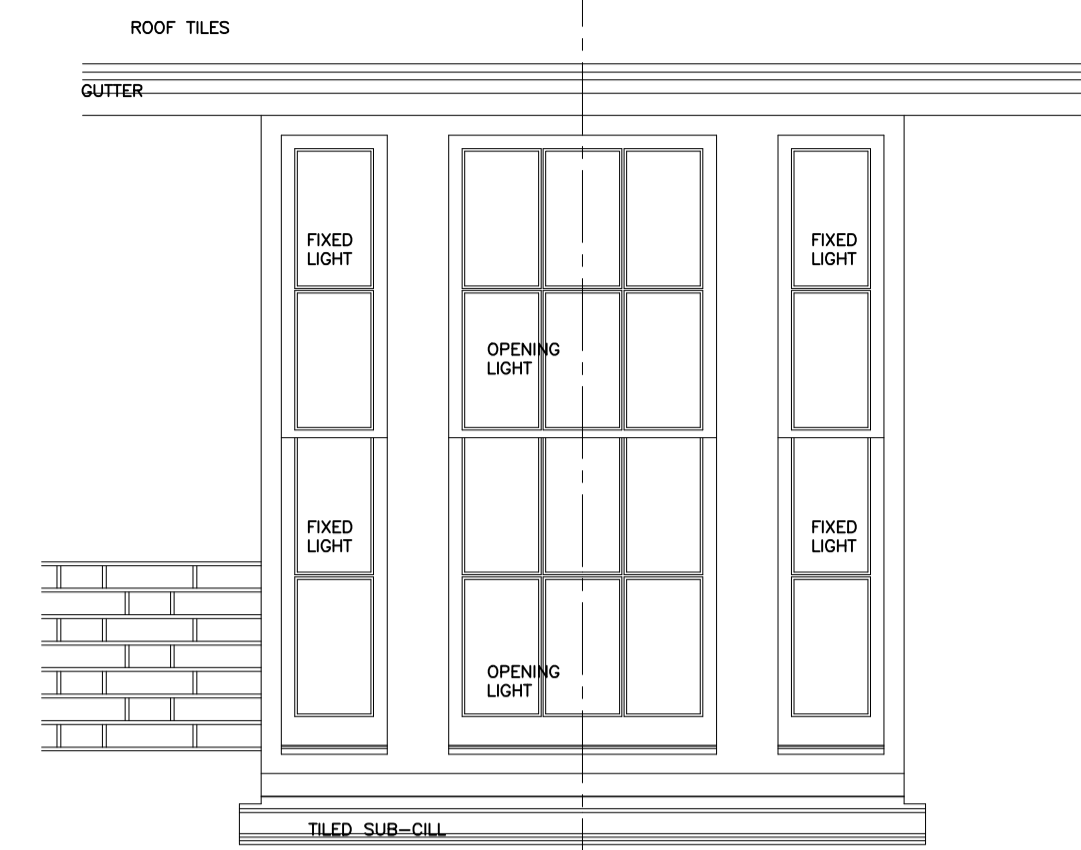 ROOF TILES
GUTTER
FIXED
LIGHT
FIXED
LIGHT
OPENING
LIGHT
FIXED
LIGHT
FIXED
LIGHT
OPENING
LIGHT
TILED SUB-CILL